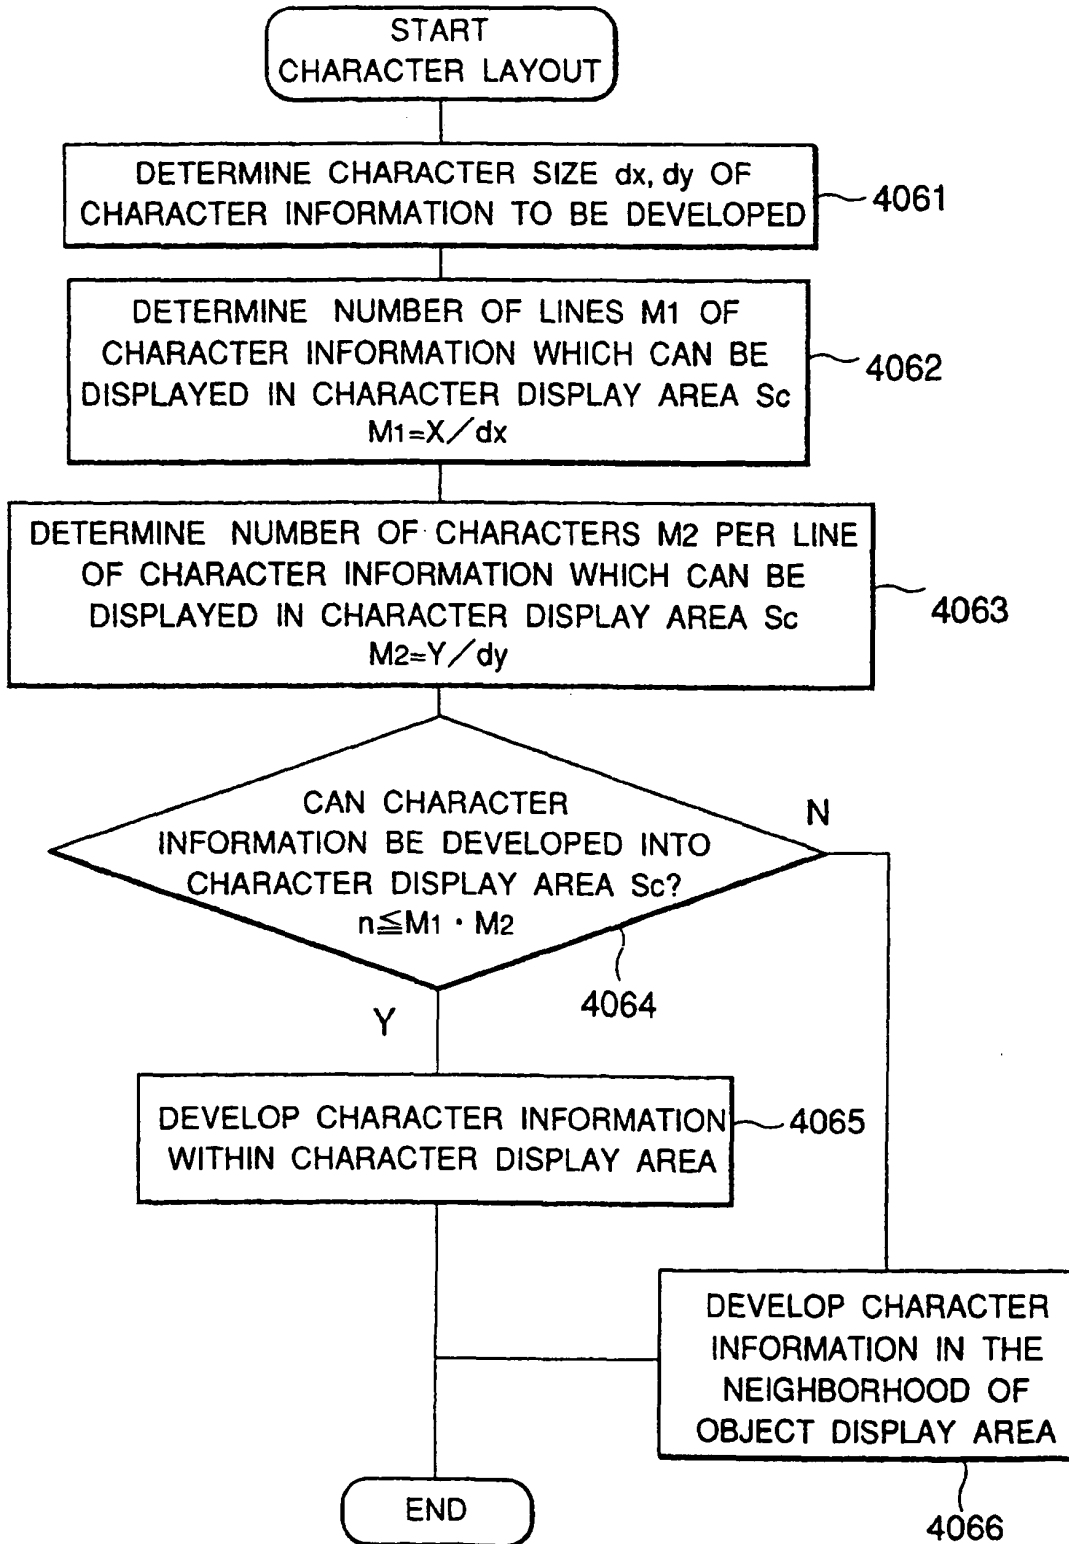 START
CHARACTER LAYOUT
DETERMINE CHARACTER SIZE dx, dy OF
CHARACTER INFORMATION TO BE DEVELOPED
4061
DETERMINE NUMBER OF LINES M1 OF
CHARACTER INFORMATION WHICH CAN BE
DISPLAYED IN CHARACTER DISPLAY AREA Sc
M1=X/dx
4062
DETERMINE NUMBER OF CHARACTERS M2 PER LINE
OF CHARACTER INFORMATION WHICH CAN BE
DISPLAYED IN CHARACTER DISPLAY AREA Sc
M2=Y/dy
4063
CAN CHARACTER
INFORMATION BE DEVELOPED INTO
CHARACTER DISPLAY AREA Sc?
n≦M1・M2
N
4064
Y
DEVELOP CHARACTER INFORMATION
WITHIN CHARACTER DISPLAY AREA
4065
DEVELOP CHARACTER
INFORMATION IN THE
NEIGHBORHOOD OF
OBJECT DISPLAY AREA
4066
END